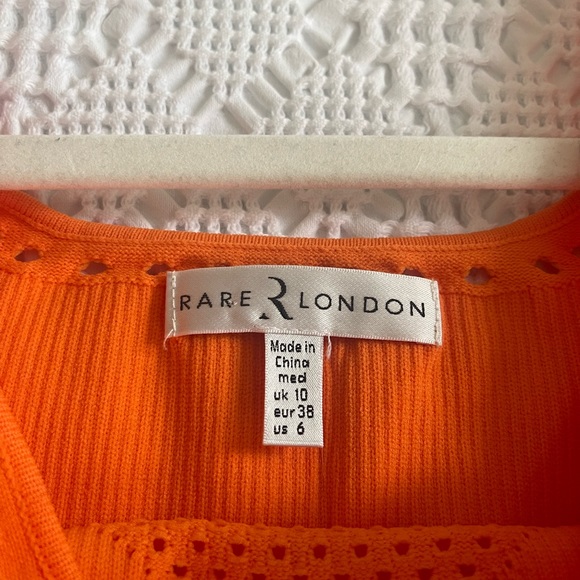 RARE R LONDON
Made in
China
med
uk 10
eur 38
us 6